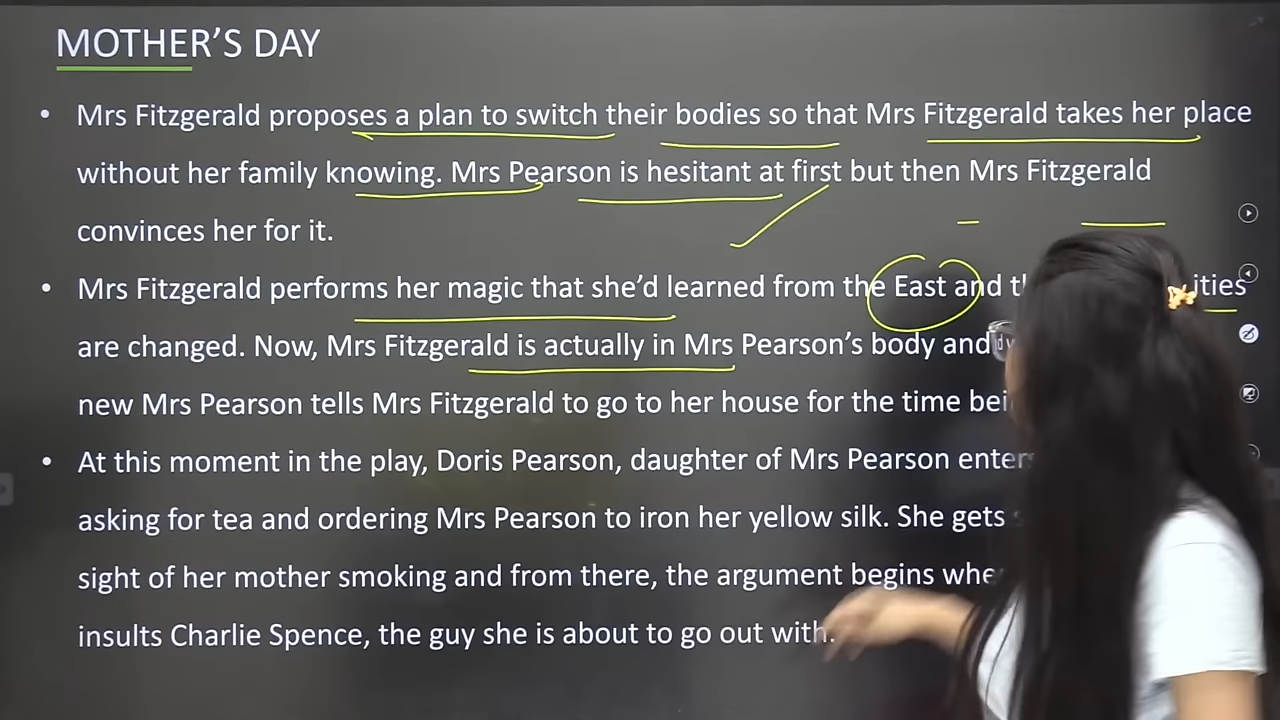 MOTHER'S DAY
• Mrs Fitzgerald proposes a plan to switch their bodies so that Mrs Fitzgerald takes her place
without her family knowing. Mrs Pearson is hesitant at first but then Mrs Fitzgerald
convinces her for it.
• Mrs Fitzgerald performs her magic that she'd learned from the East and
are changed. Now, Mrs Fitzgerald is actually in Mrs Pearson's body and
new Mrs Pearson tells Mrs Fitzgerald to go to her house for the time
• At this moment in the play, Doris Pearson, daughter of Mrs Pearson enters
asking for tea and ordering Mrs Pearson to iron her yellow silk. She gets
sight of her mother smoking and from there, the argument begins
insults Charlie Spence, the guy she is about to go out with.